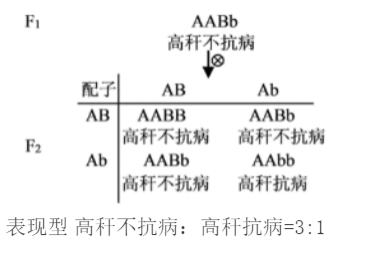 F₁ AABb
高秆不抗病
⊗
配子 AB Ab
AB AABB AABb
高秆不抗病 高秆不抗病
F₂
Ab AABb AAbb
高秆不抗病 高秆抗病
表现型 高秆不抗病：高秆抗病=3:1